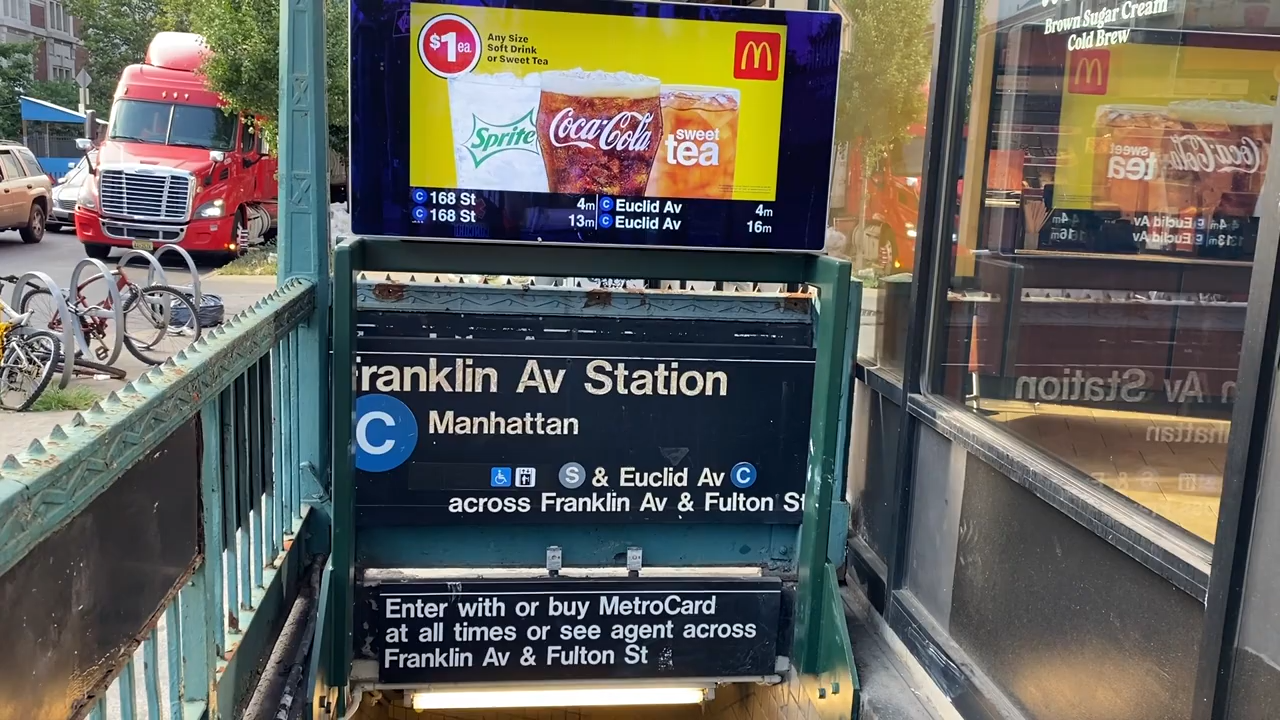 $1 ea.
Any Size
Soft Drink
or Sweet Tea
Sprite
Coca-Cola
sweet
tea
C 168 St 4m C Euclid Av 4m
C 168 St 13m C Euclid Av 16m
Brown Sugar Cream
Cold Brew
ranklin Av Station
C Manhattan
S & Euclid Av C
across Franklin Av & Fulton St
Enter with or buy MetroCard
at all times or see agent across
Franklin Av & Fulton St